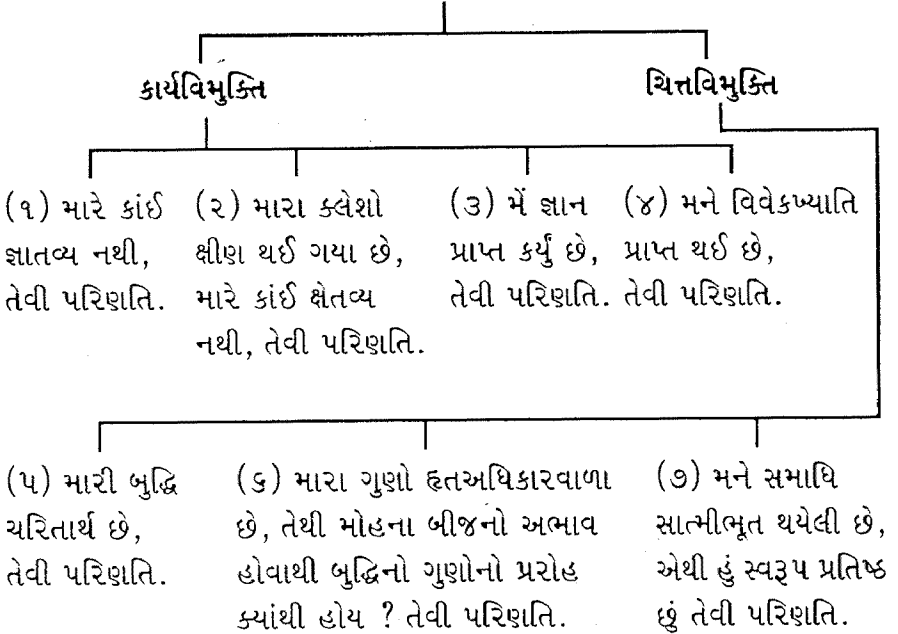 કાર્યવિમુક્તિ
ચિત્તવિમુક્તિ
(૧) મારે કાંઈ
જ્ઞાતવ્ય નથી,
તેવી પરિણતિ.
(૨) મારા ક્લેશો
ક્ષીણ થઈ ગયા છે,
મારે કાંઈ ક્ષેતવ્ય
નથી, તેવી પરિણતિ.
(૩) મેં જ્ઞાન
પ્રાપ્ત કર્યું છે,
તેવી પરિણતિ.
(૪) મને વિવેકખ્યાતિ
પ્રાપ્ત થઈ છે,
તેવી પરિણતિ.
(૫) મારી બુદ્ધિ
ચરિતાર્થ છે,
તેવી પરિણતિ.
(૬) મારા ગુણો હૃતઅધિકારવાળા
છે, તેથી મોહના બીજનો અભાવ
હોવાથી બુદ્ધિનો ગુણોનો પ્રરોહ
ક્યાંથી હોય ? તેવી પરિણતિ.
(૭) મને સમાધિ
સાત્મીભૂત થયેલી છે,
એથી હું સ્વરૂપ પ્રતિષ્ઠ
છું તેવી પરિણતિ.